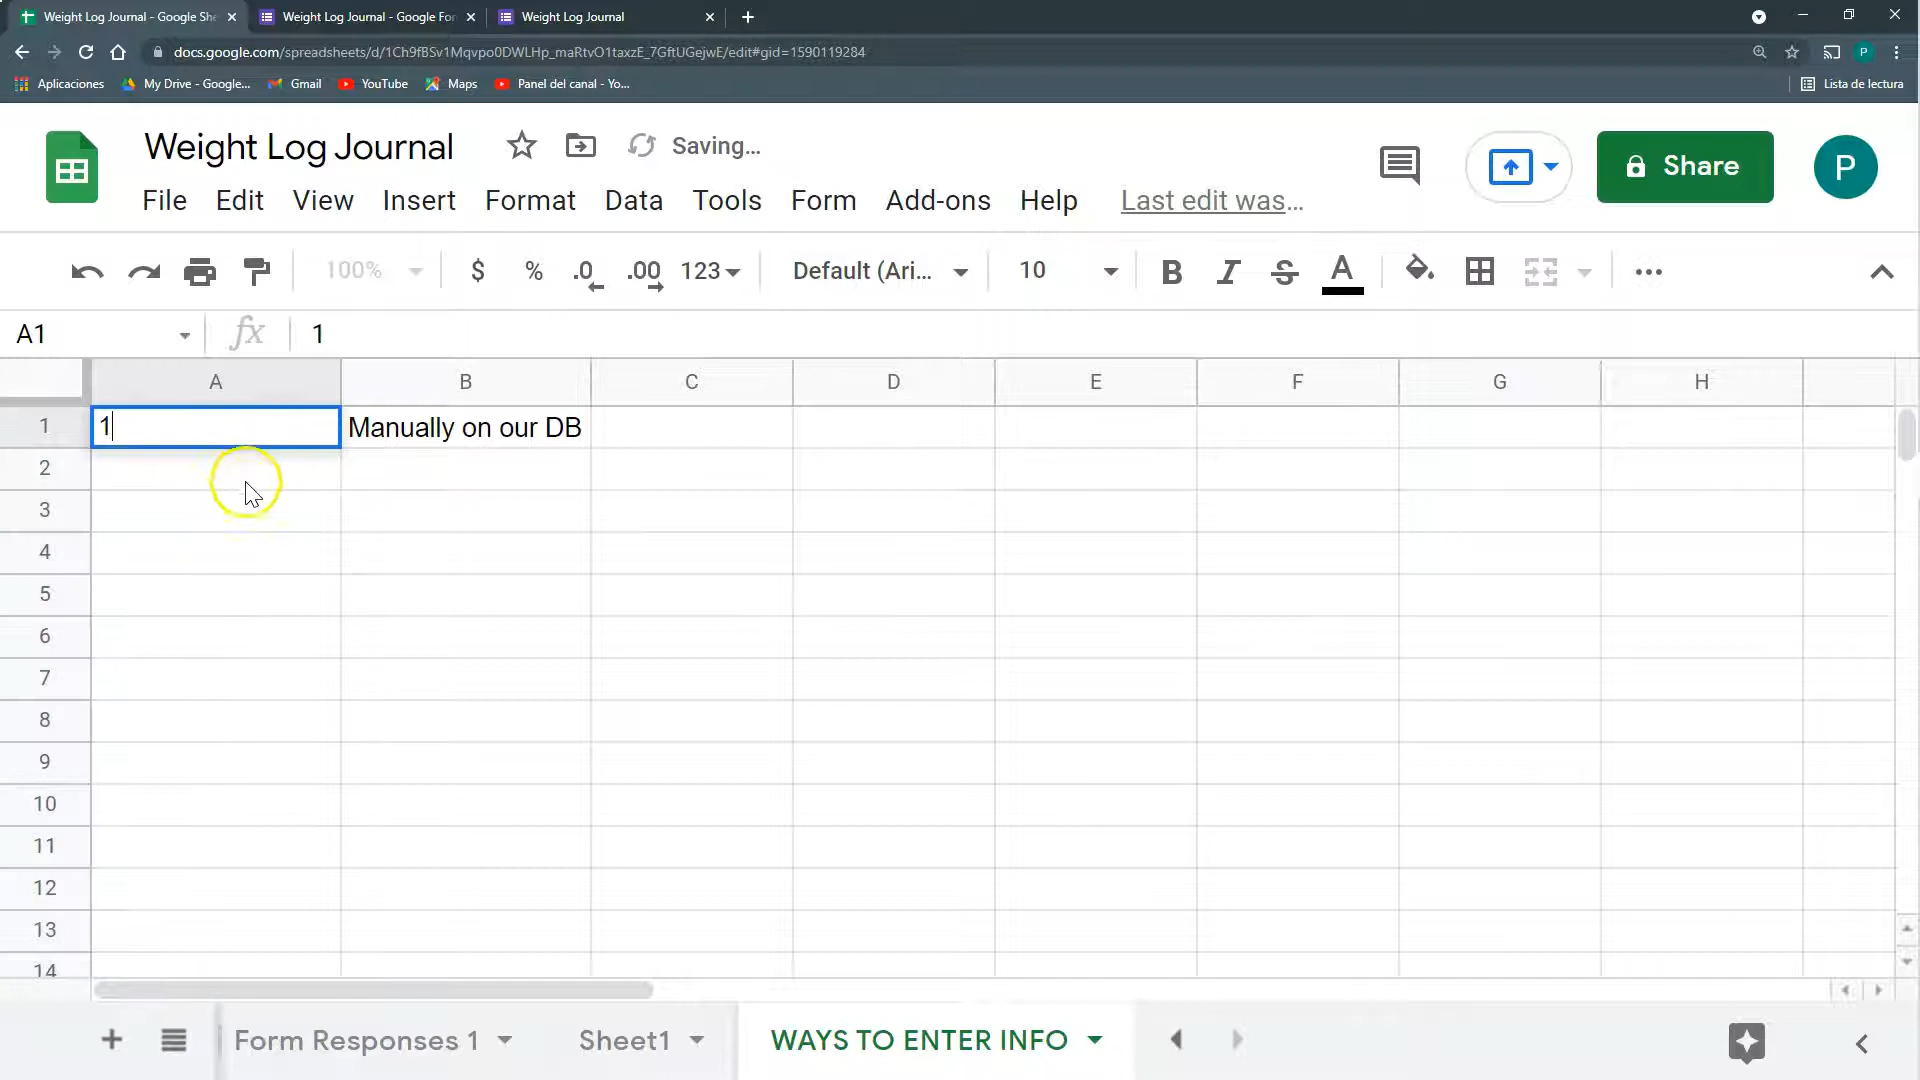 Weight Log Journal - Google She
Weight Log Journal - Google For
Weight Log Journal
docs.google.com/spreadsheets/d/1Ch9fBSv1Mqvpo0DWLHp_maRtvO1taxzE_7GftUGejwE/edit#gid=1590119284
P
Aplicaciones
My Drive - Google...
Gmail
YouTube
Maps
Panel del canal - Yo...
Lista de lectura
Weight Log Journal
Saving...
Share
P
File Edit View Insert Format Data Tools Form Add-ons Help Last edit was...
100% $ % .0 .00 123 Default (Ari... 10 B I S A
A1 fx 1
A B C D E F G H
1 1 Manually on our DB
2
3
4
5
6
7
8
9
10
11
12
13
14
Form Responses 1 Sheet1 WAYS TO ENTER INFO